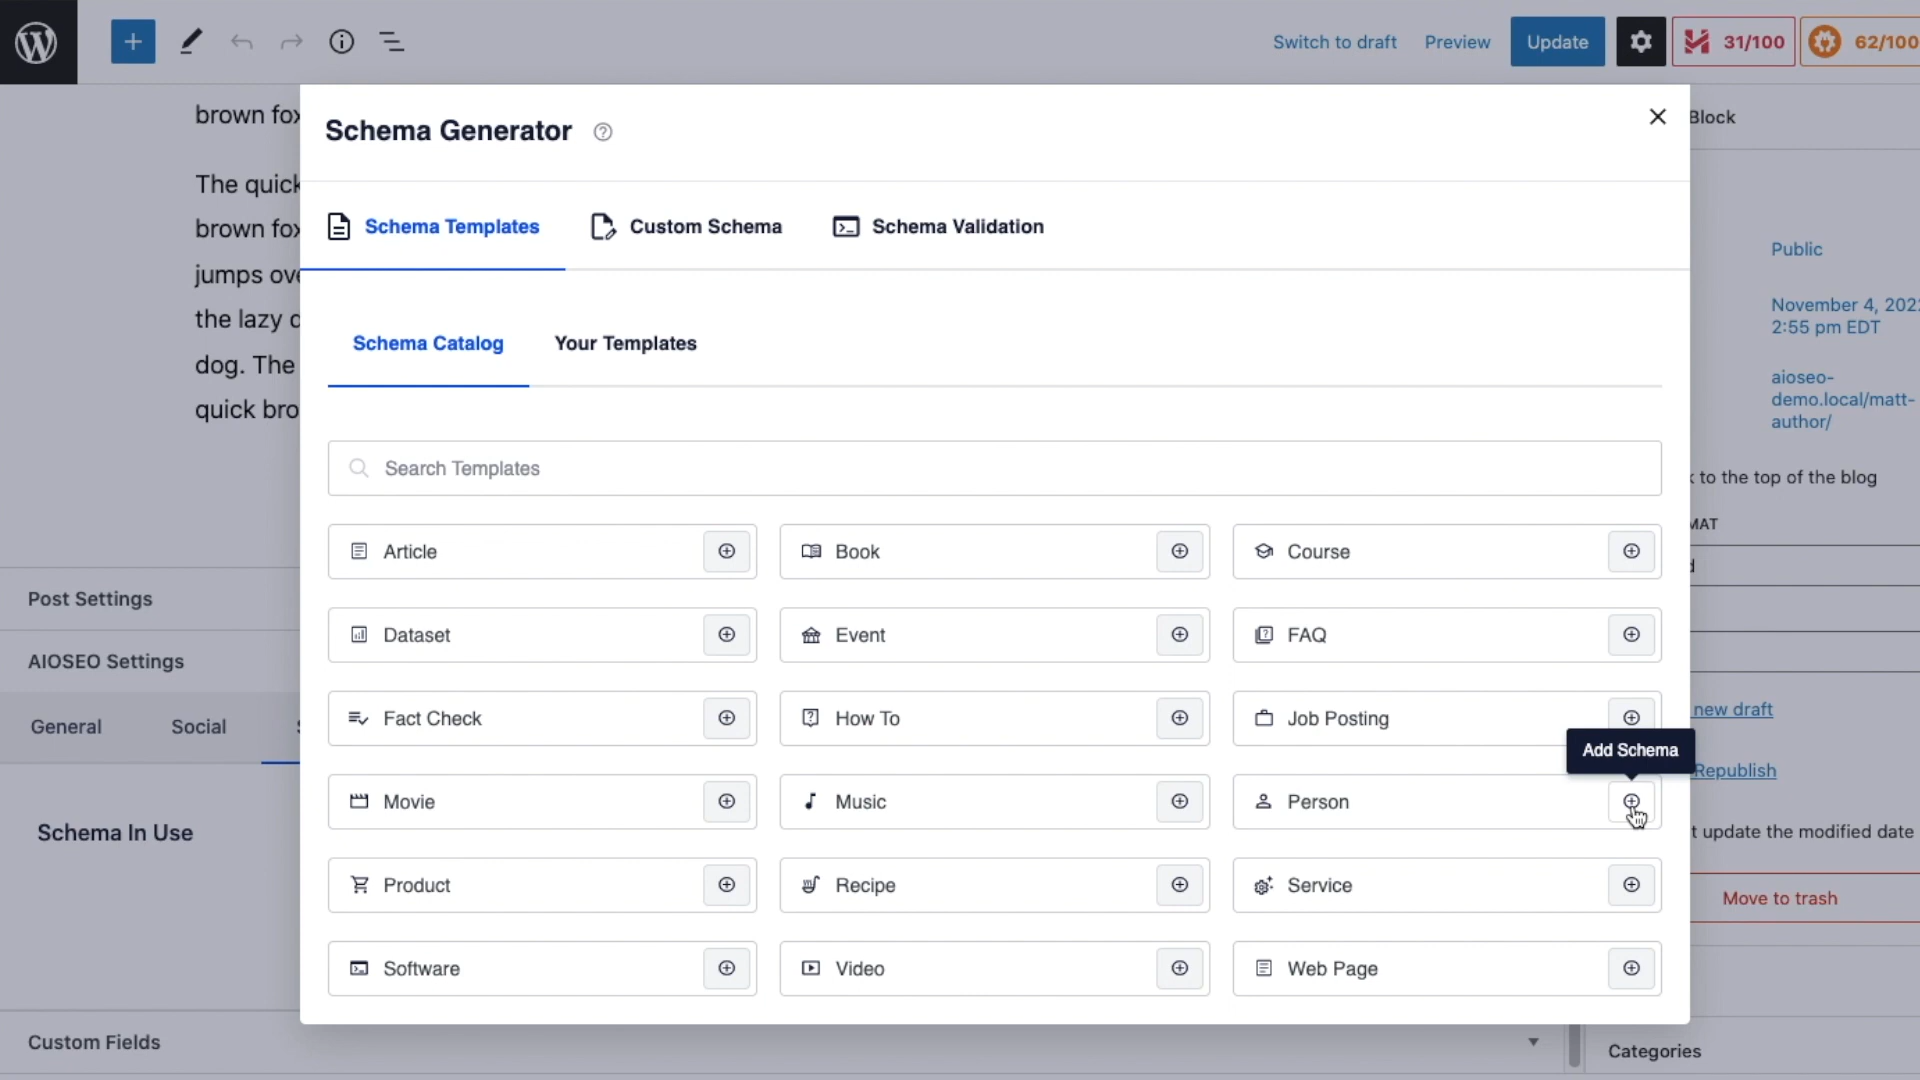 Switch to draft
Preview
Update
31/100
62/100
brown fox
The quick
brown fox
jumps ove
the lazy d
dog. The
quick bro
Post Settings
AIOSEO Settings
General
Social
Schema In Use
Custom Fields
Schema Generator
Schema Templates
Custom Schema
Schema Validation
Schema Catalog
Your Templates
Search Templates
Article
Book
Course
Dataset
Event
FAQ
Fact Check
How To
Job Posting
Add Schema
Movie
Music
Person
Product
Recipe
Service
Software
Video
Web Page
Block
Public
November 4, 202
2:55 pm EDT
aioseo-
demo.local/matt-
author/
to the top of the blog
MAT
new draft
Republish
t update the modified date
Move to trash
Categories